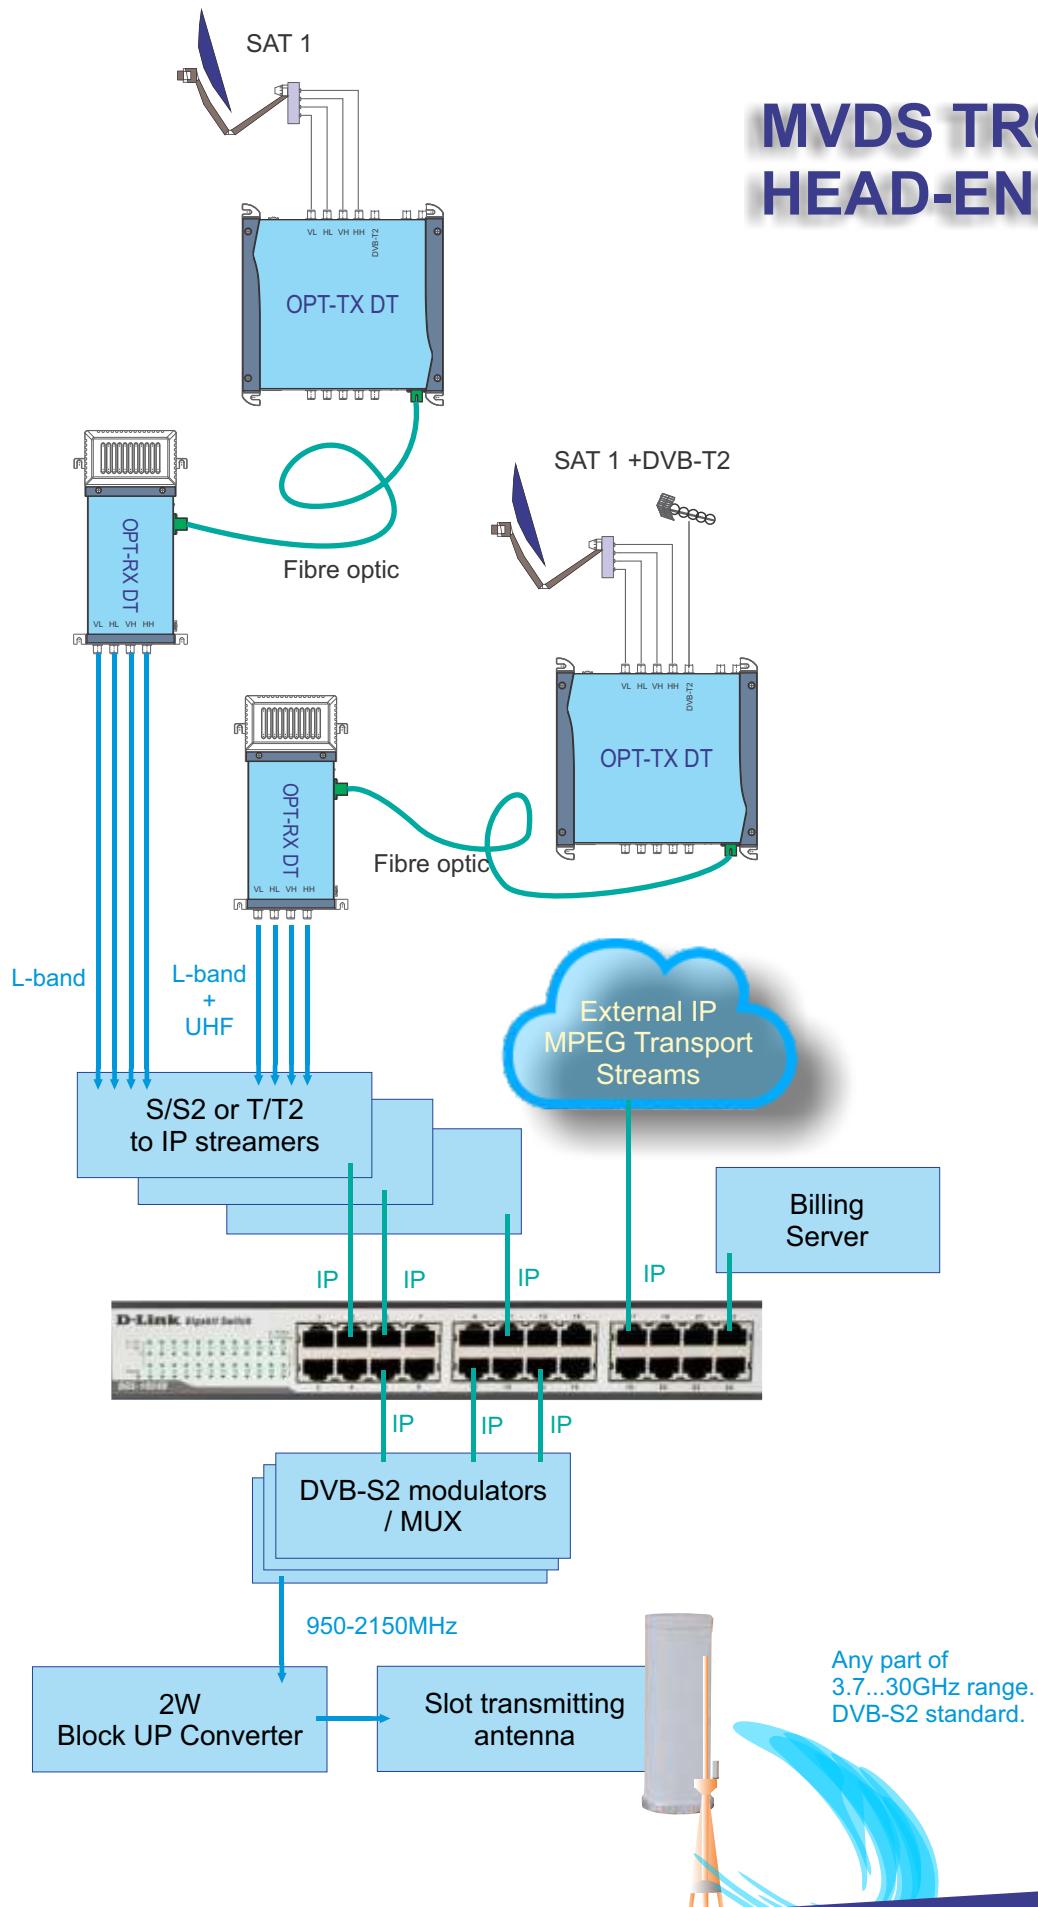 SAT 1
MVDS TRO
HEAD-EN
VL HL VH HH DVB-T2
OPT-TX DT
SAT 1 +DVB-T2
OPT-RX DT
Fibre optic
VL HL VH HH
VL HL VH HH DVB-T2
OPT-TX DT
OPT-RX DT
Fibre optic
VL HL VH HH
L-band
L-band
+
UHF
External IP
MPEG Transport
Streams
S/S2 or T/T2
to IP streamers
Billing
Server
IP
IP
IP
IP
D-Link Gigabit Switch
IP
IP
IP
DVB-S2 modulators
/ MUX
950-2150MHz
Any part of
3.7...30GHz range.
DVB-S2 standard.
2W
Block UP Converter
Slot transmitting
antenna